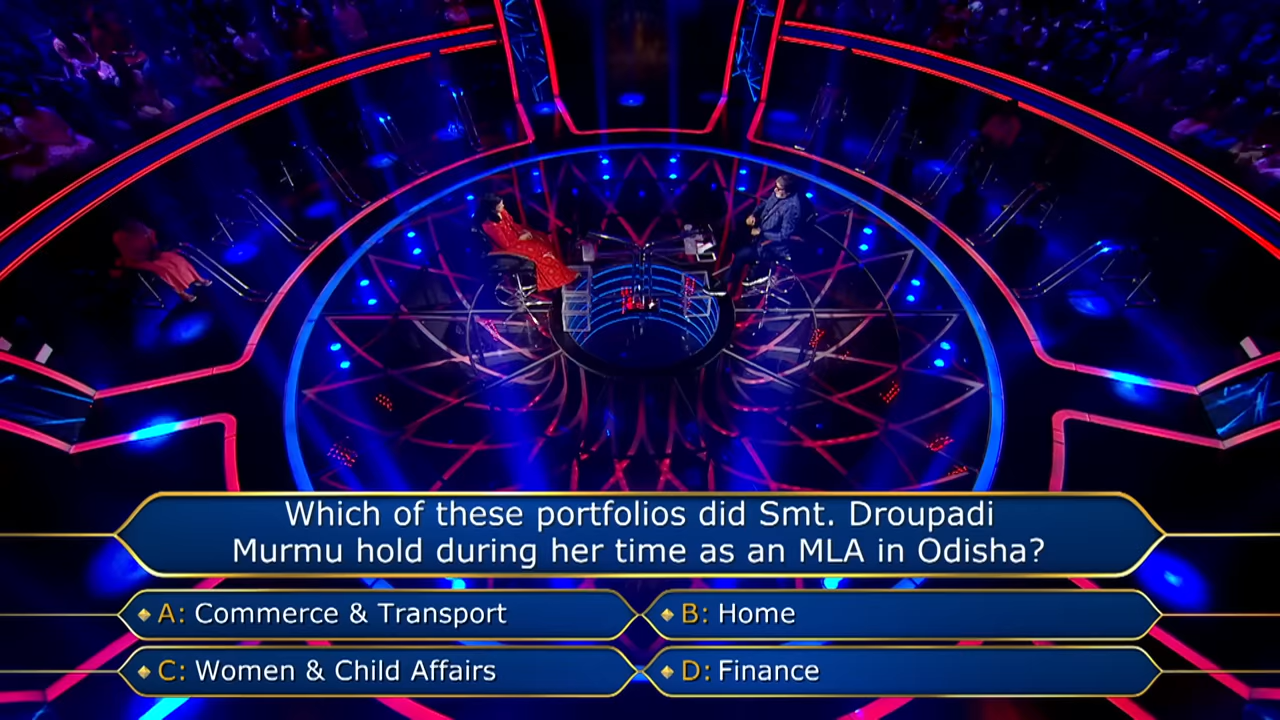 Which of these portfolios did Smt. Droupadi
Murmu hold during her time as an MLA in Odisha?
A: Commerce & Transport
B: Home
C: Women & Child Affairs
D: Finance